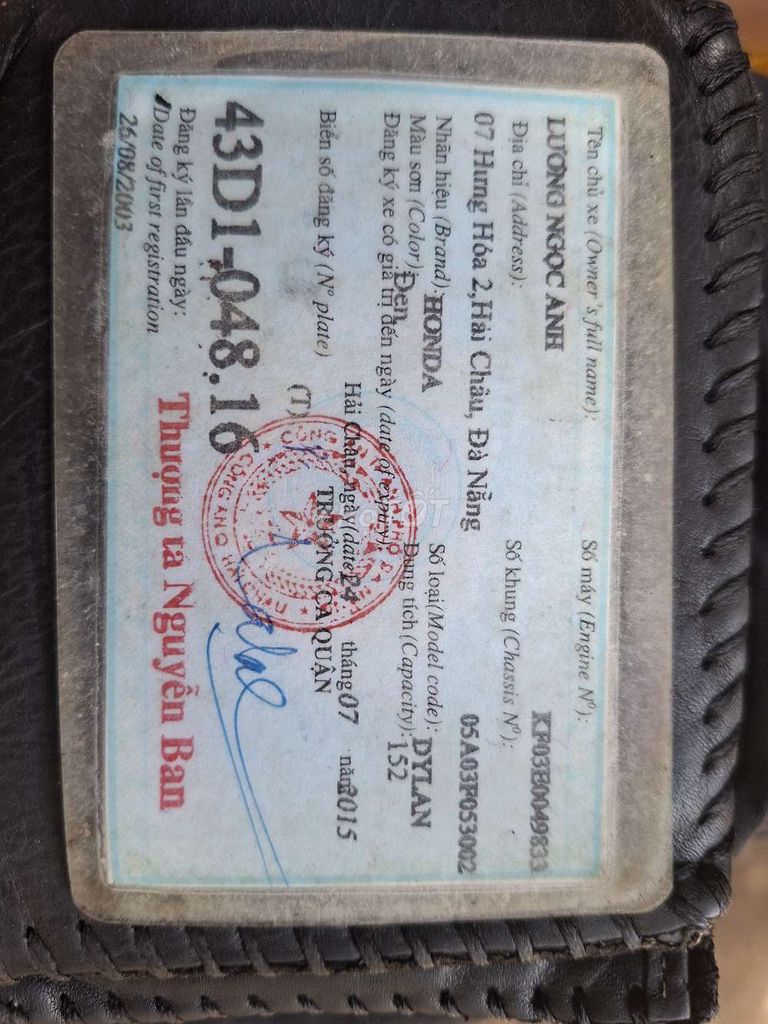 Tên chủ xe (Owner's full name):
LƯƠNG NGỌC ANH
Số máy (Engine Nº):
KF03E0049833
Địa chỉ (Address):
Số khung (Chassis Nº):
07 Hưng Hóa 2,Hải Châu, Đà Nẵng
05A03F053002
Nhãn hiệu (Brand): HONDA
Số loại(Model code): DYLAN
Màu sơn (Color): Đen
Dung tích (Capacity): 152
Đăng ký xe có giá trị đến ngày (date of expiry):
Hải Châu, ngày(date) 24 tháng 07 năm 2015
Biển số đăng ký (Nº plate)
(T)
TRƯỞNG CA QUẬN
43D1-048.16
Đăng ký lần đầu ngày:
Date of first registration
25/08/2003
Thượng tá Nguyễn Ban